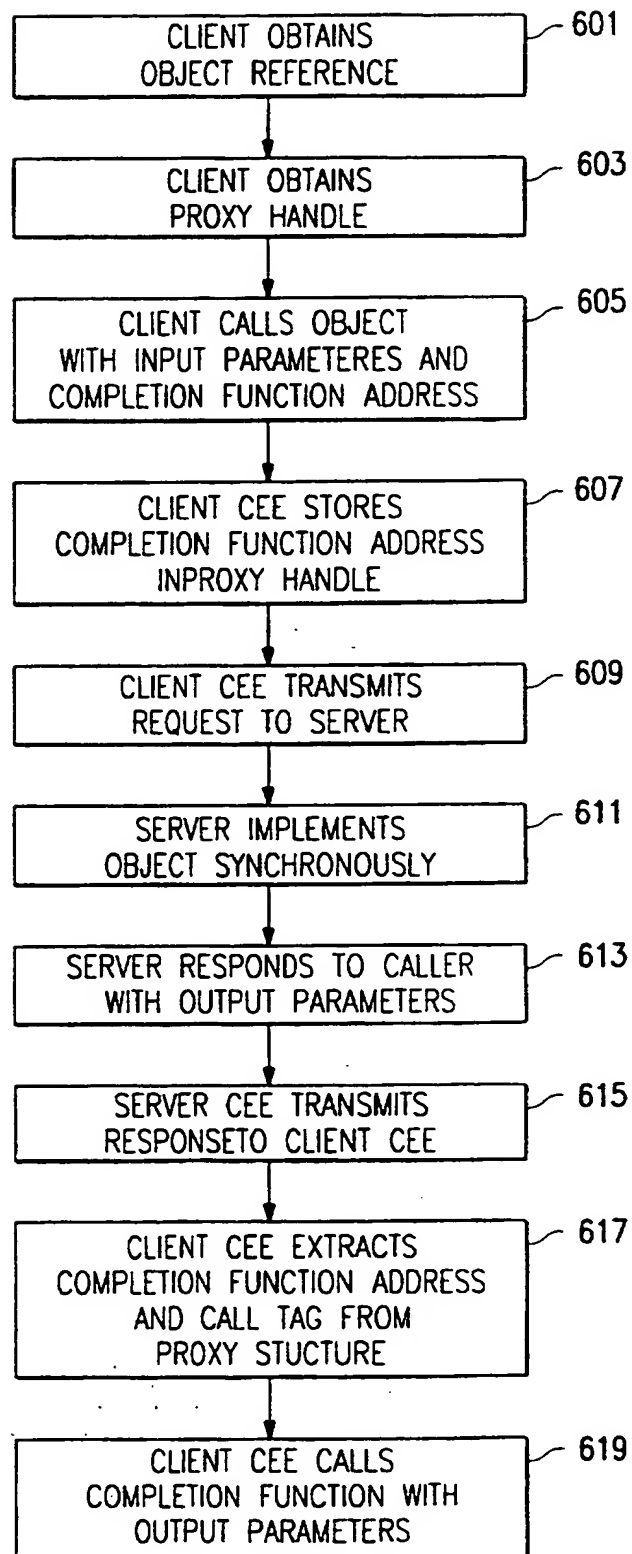 CLIENT OBTAINS
OBJECT REFERENCE
601
CLIENT OBTAINS
PROXY HANDLE
603
CLIENT CALLS OBJECT
WITH INPUT PARAMETERES AND
COMPLETION FUNCTION ADDRESS
605
CLIENT CEE STORES
COMPLETION FUNCTION ADDRESS
INPROXY HANDLE
607
CLIENT CEE TRANSMITS
REQUEST TO SERVER
609
SERVER IMPLEMENTS
OBJECT SYNCHRONOUSLY
611
SERVER RESPONDS TO CALLER
WITH OUTPUT PARAMETERS
613
SERVER CEE TRANSMITS
RESPONSETO CLIENT CEE
615
CLIENT CEE EXTRACTS
COMPLETION FUNCTION ADDRESS
AND CALL TAG FROM
PROXY STUCTURE
617
CLIENT CEE CALLS
COMPLETION FUNCTION WITH
OUTPUT PARAMETERS
619